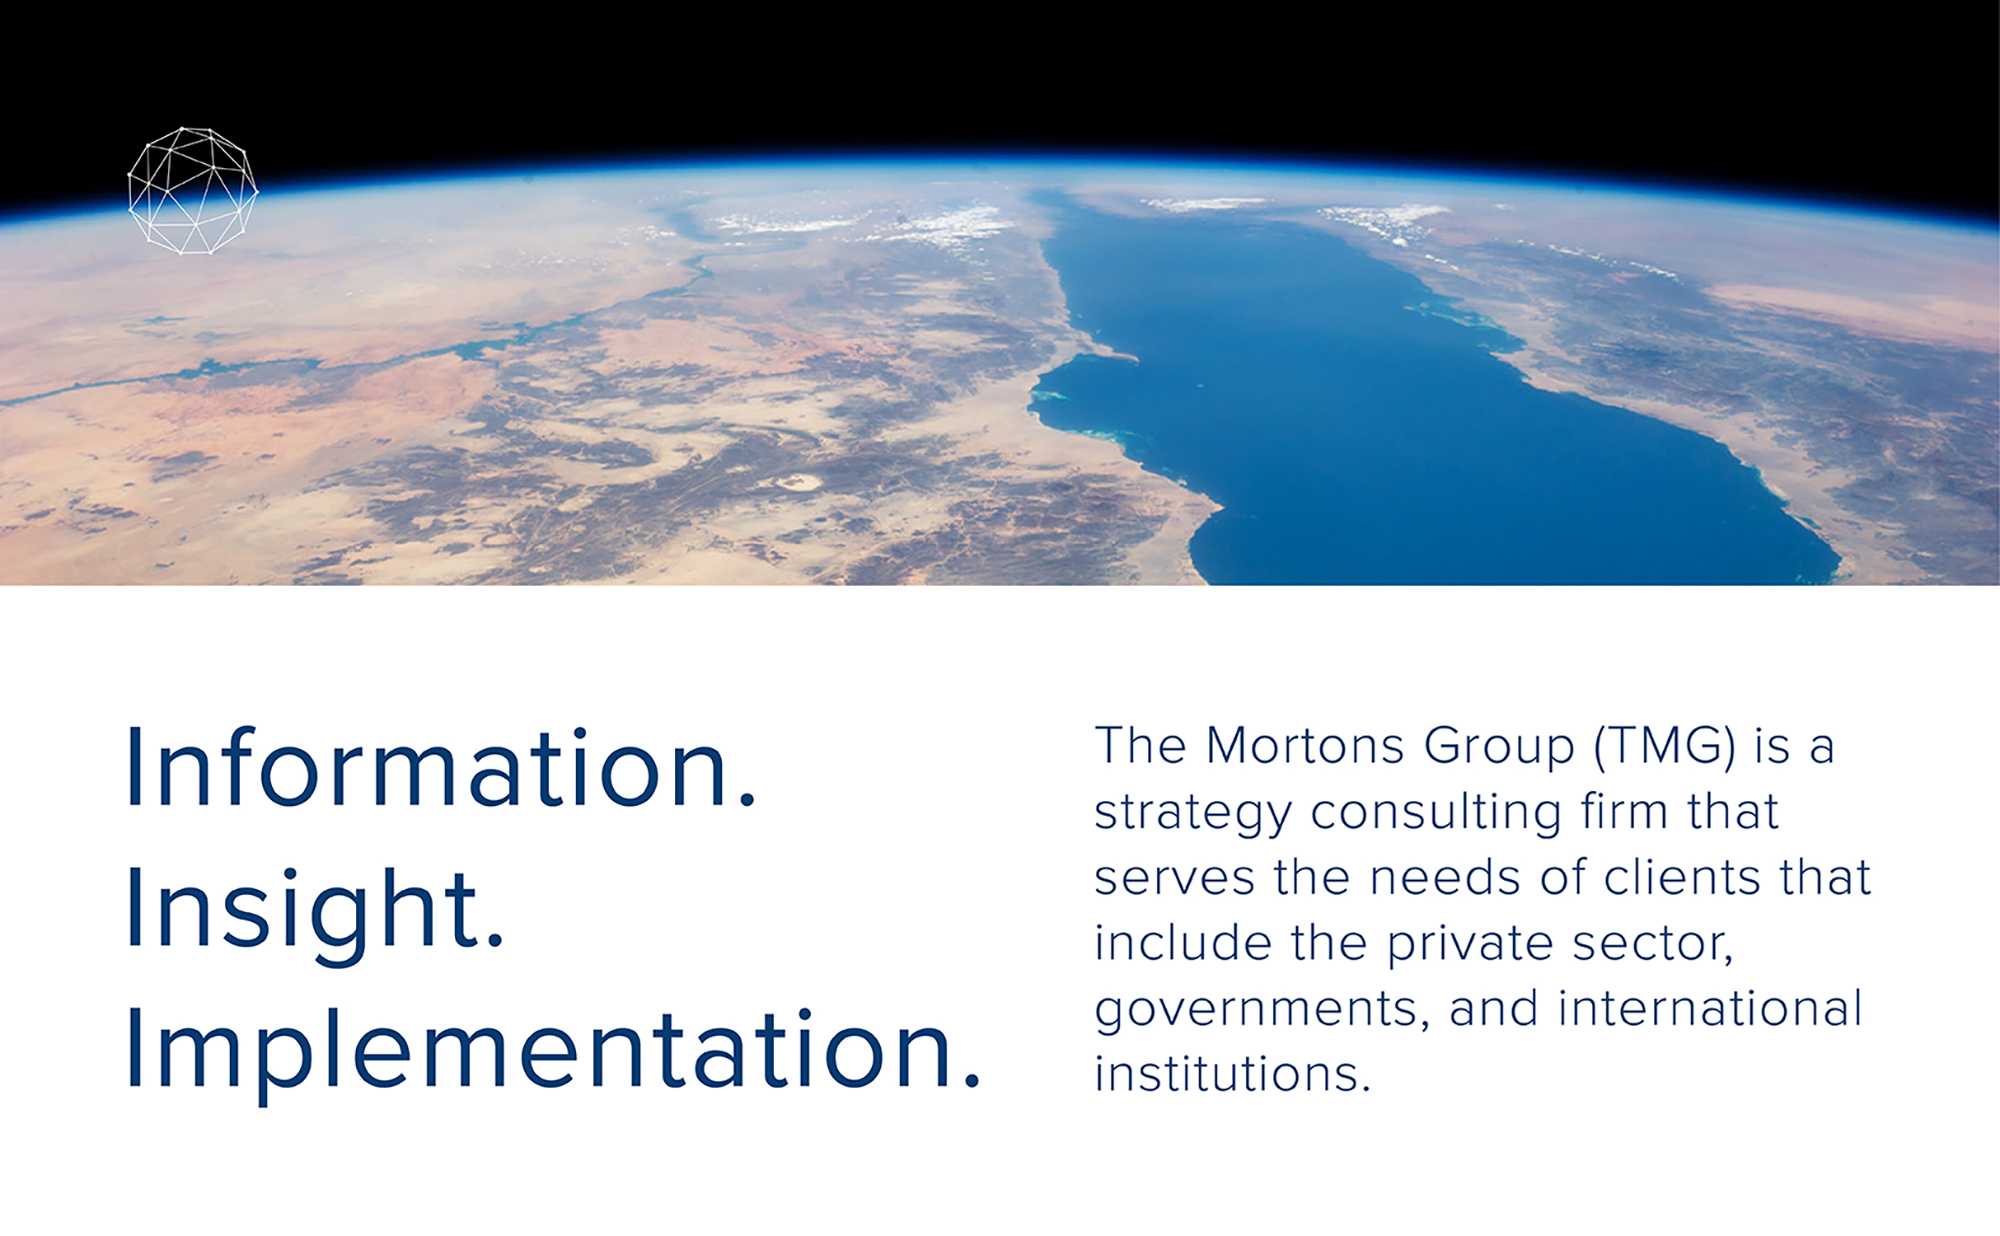 Information.
Insight.
Implementation.
The Mortons Group (TMG) is a
strategy consulting firm that
serves the needs of clients that
include the private sector,
governments, and international
institutions.